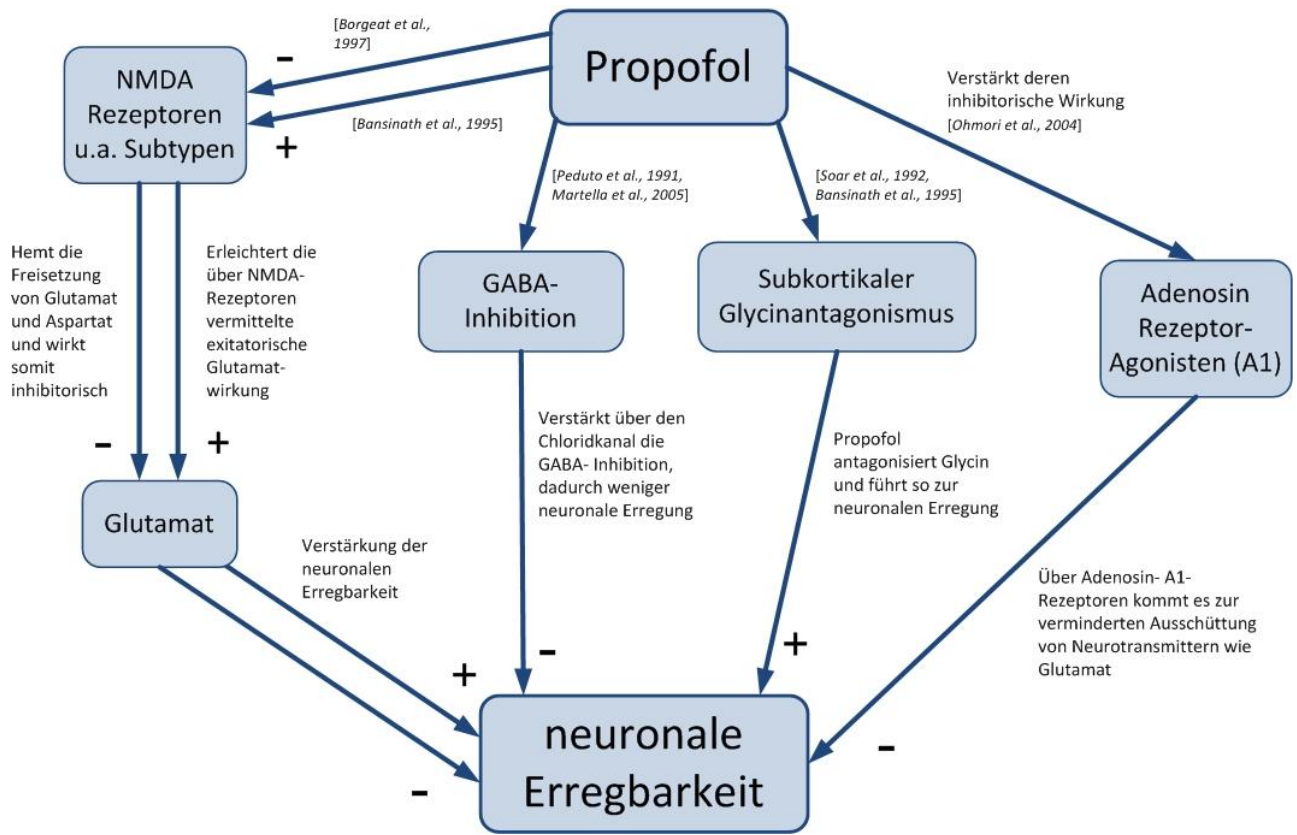 [Borgeat et al.,
1997]
Propofol
NMDA
Rezeptoren
u.a. Subtypen
-
+
[Bansinath et al., 1995]
Verstärkt deren
inhibitorische Wirkung
[Ohmori et al., 2004]
[Peduto et al., 1991,
Martella et al., 2005]
[Soar et al., 1992,
Bansinath et al., 1995]
Hemt die
Freisetzung
von Glutamat
und Aspartat
und wirkt
somit
inhibitorisch
Erleichtert die
über NMDA-
Rezeptoren
vermittelte
exitatorische
Glutamat-
wirkung
GABA-
Inhibition
Subkortikaler
Glycinantagonismus
Adenosin
Rezeptor-
Agonisten (A1)
-
+
Verstärkt über den
Chloridkanal die
GABA- Inhibition,
dadurch weniger
neuronale Erregung
Propofol
antagonisiert Glycin
und führt so zur
neuronalen Erregung
Glutamat
Verstärkung der
neuronalen
Erregbarkeit
Über Adenosin- A1-
Rezeptoren kommt es zur
verminderten Ausschüttung
von Neurotransmittern wie
Glutamat
+
-
+
-
-
neuronale
Erregbarkeit